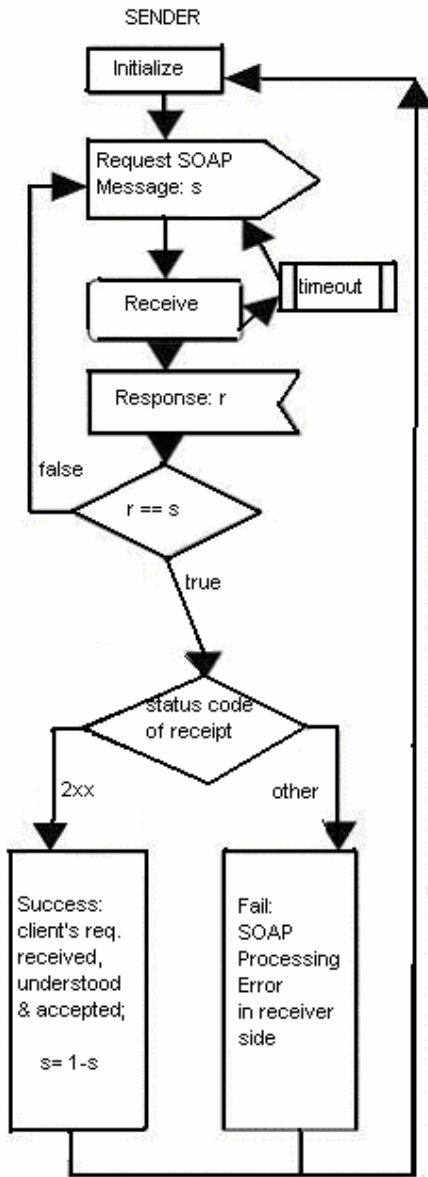 SENDER
Initialize
Request SOAP
Message: s
timeout
Receive
Response: r
false
r == s
true
status code
of receipt
2xx
other
Success:
client's req.
received,
understood
& accepted;
s= 1-s
Fail:
SOAP
Processing
Error
in receiver
side